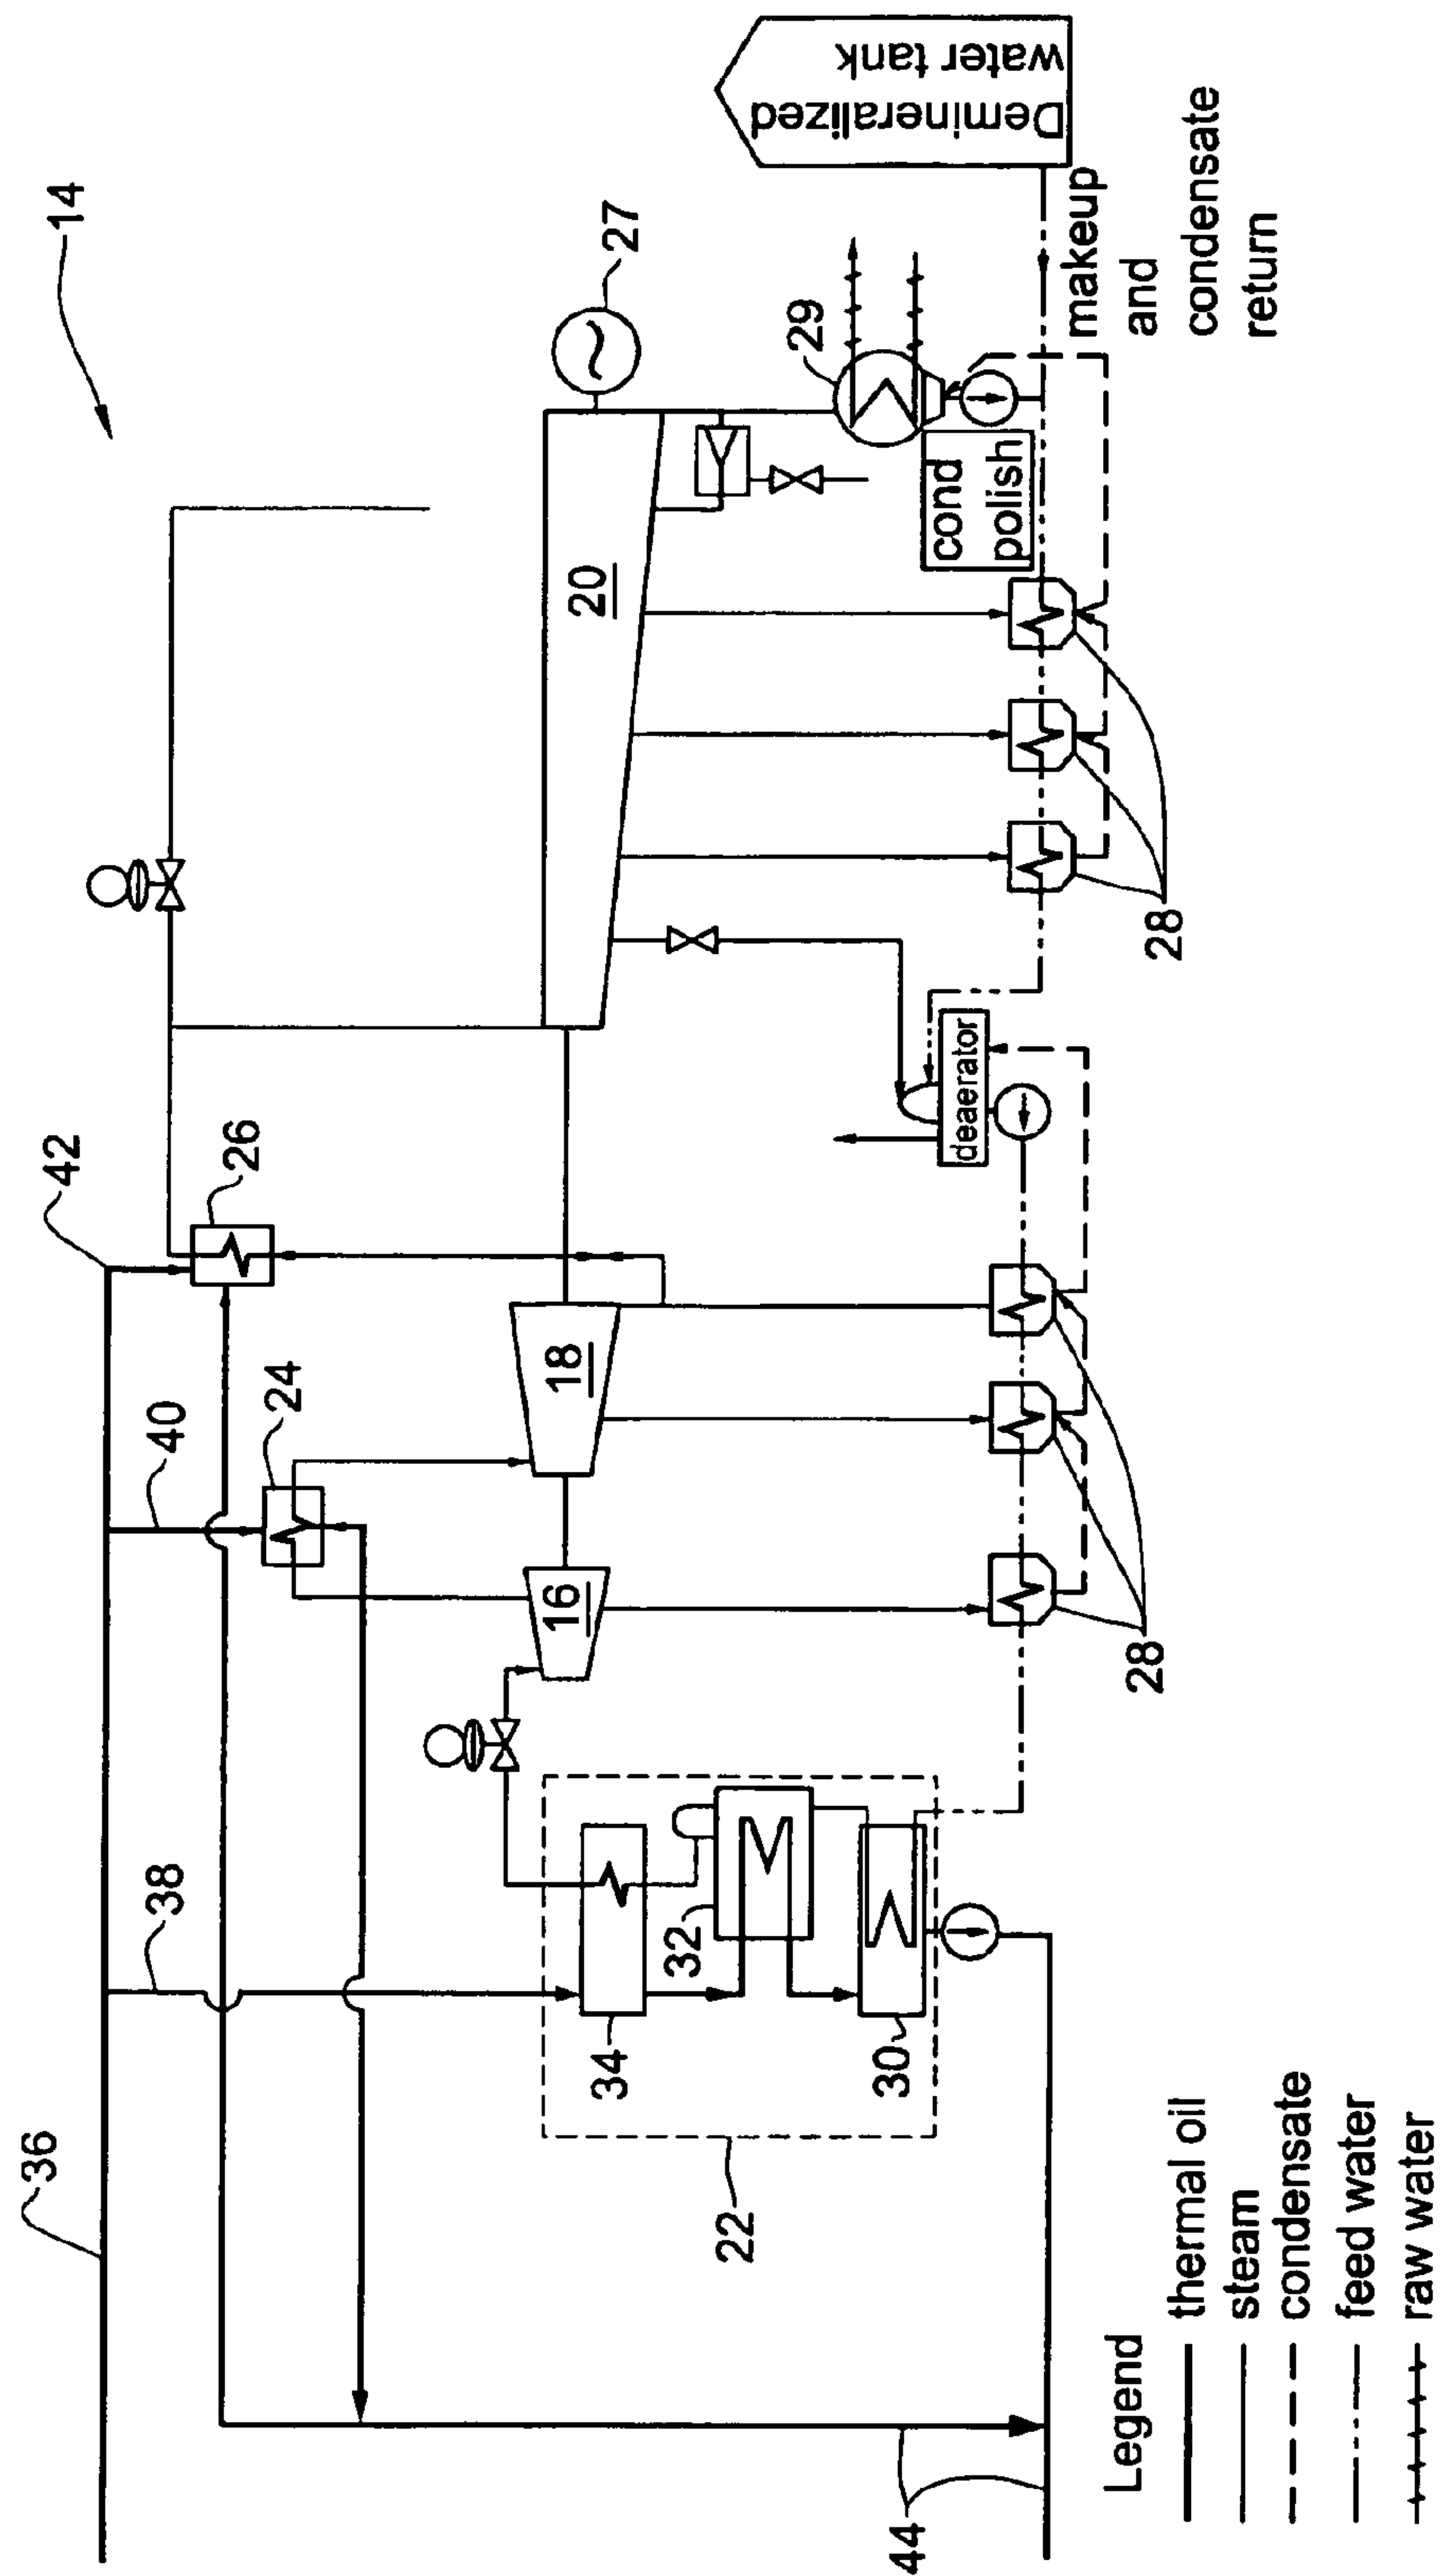 14
36
38
40
42
24
26
27
16
18
20
29
34
32
30
22
28
28
44
cond
polish
deaerator
Demineralized
water tank
makeup
and
condensate
return
Legend
thermal oil
steam
condensate
feed water
raw water